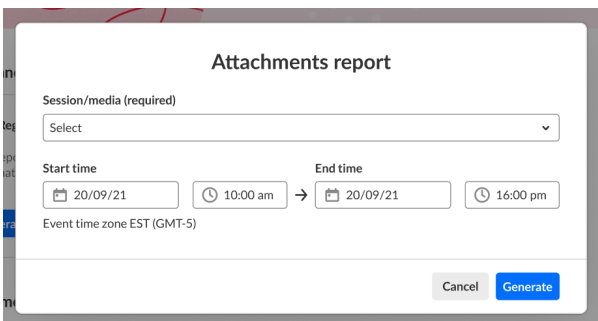 Attachments report
Session/media (required)
Select
Start time
End time
20/09/21
10:00 am
20/09/21
16:00 pm
Event time zone EST (GMT-5)
Cancel
Generate